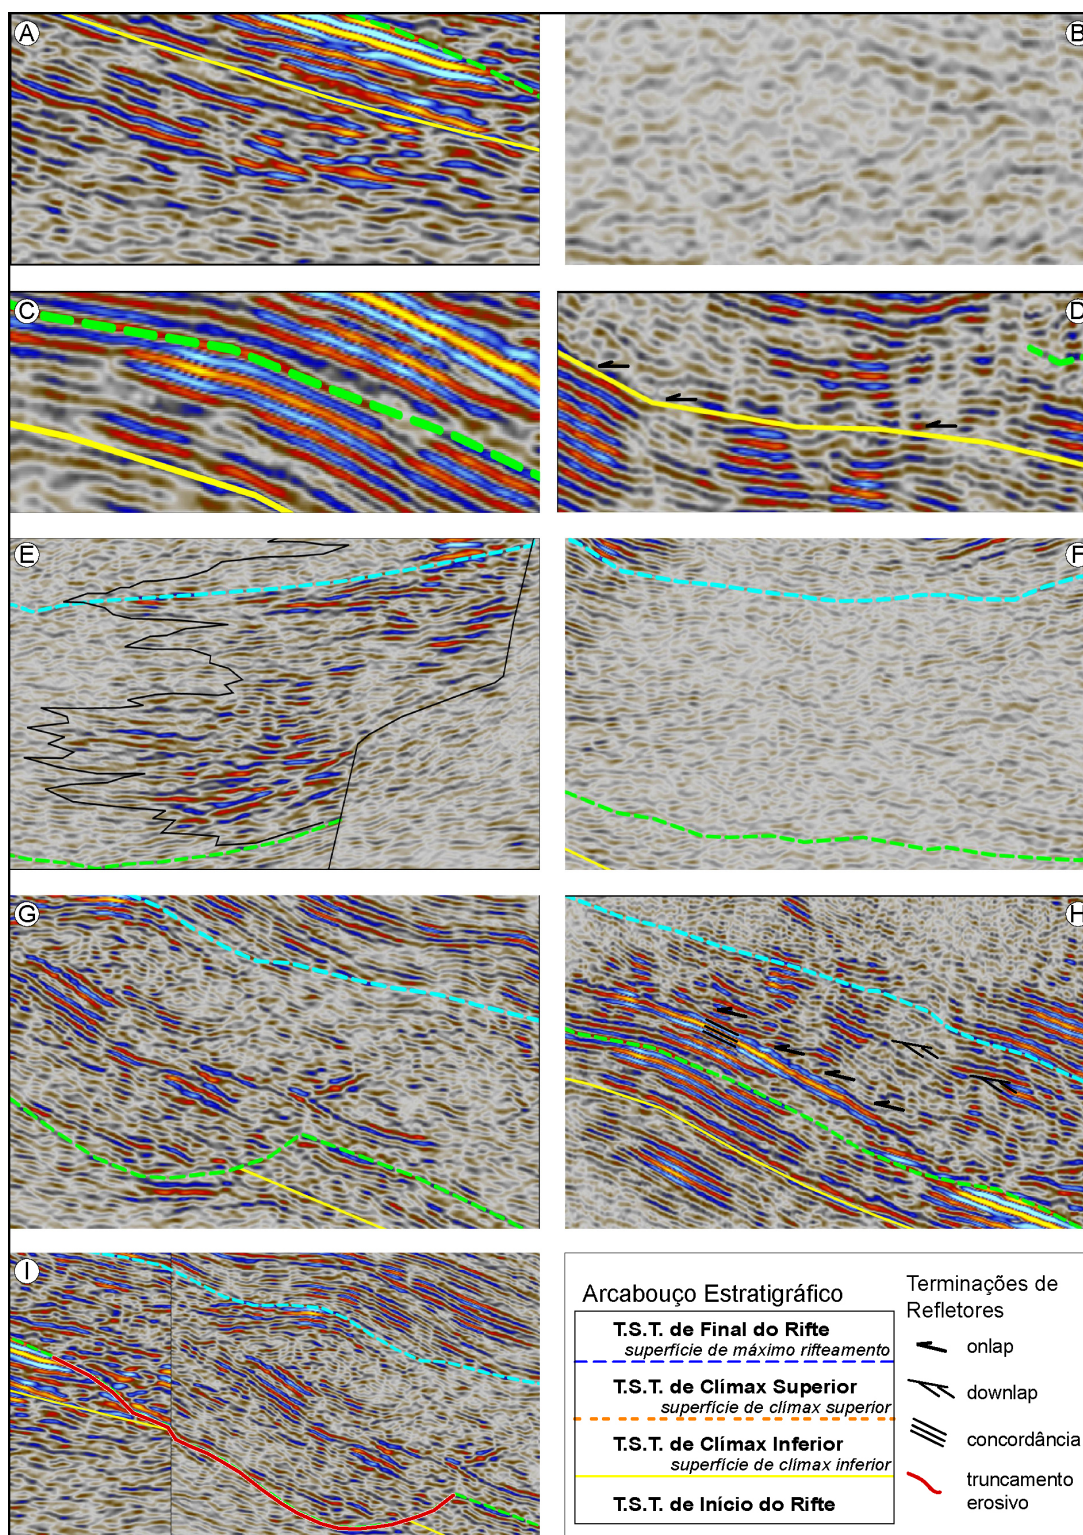 A
B
C
D
E
F
G
H
I
Arcabouço Estratigráfico
T.S.T. de Final do Rifte
superfície de máximo rifteamento
T.S.T. de Clímax Superior
superfície de clímax superior
T.S.T. de Clímax Inferior
superfície de clímax inferior
T.S.T. de Início do Rifte
Terminações de
Refletores
onlap
downlap
concordância
truncamento
erosivo